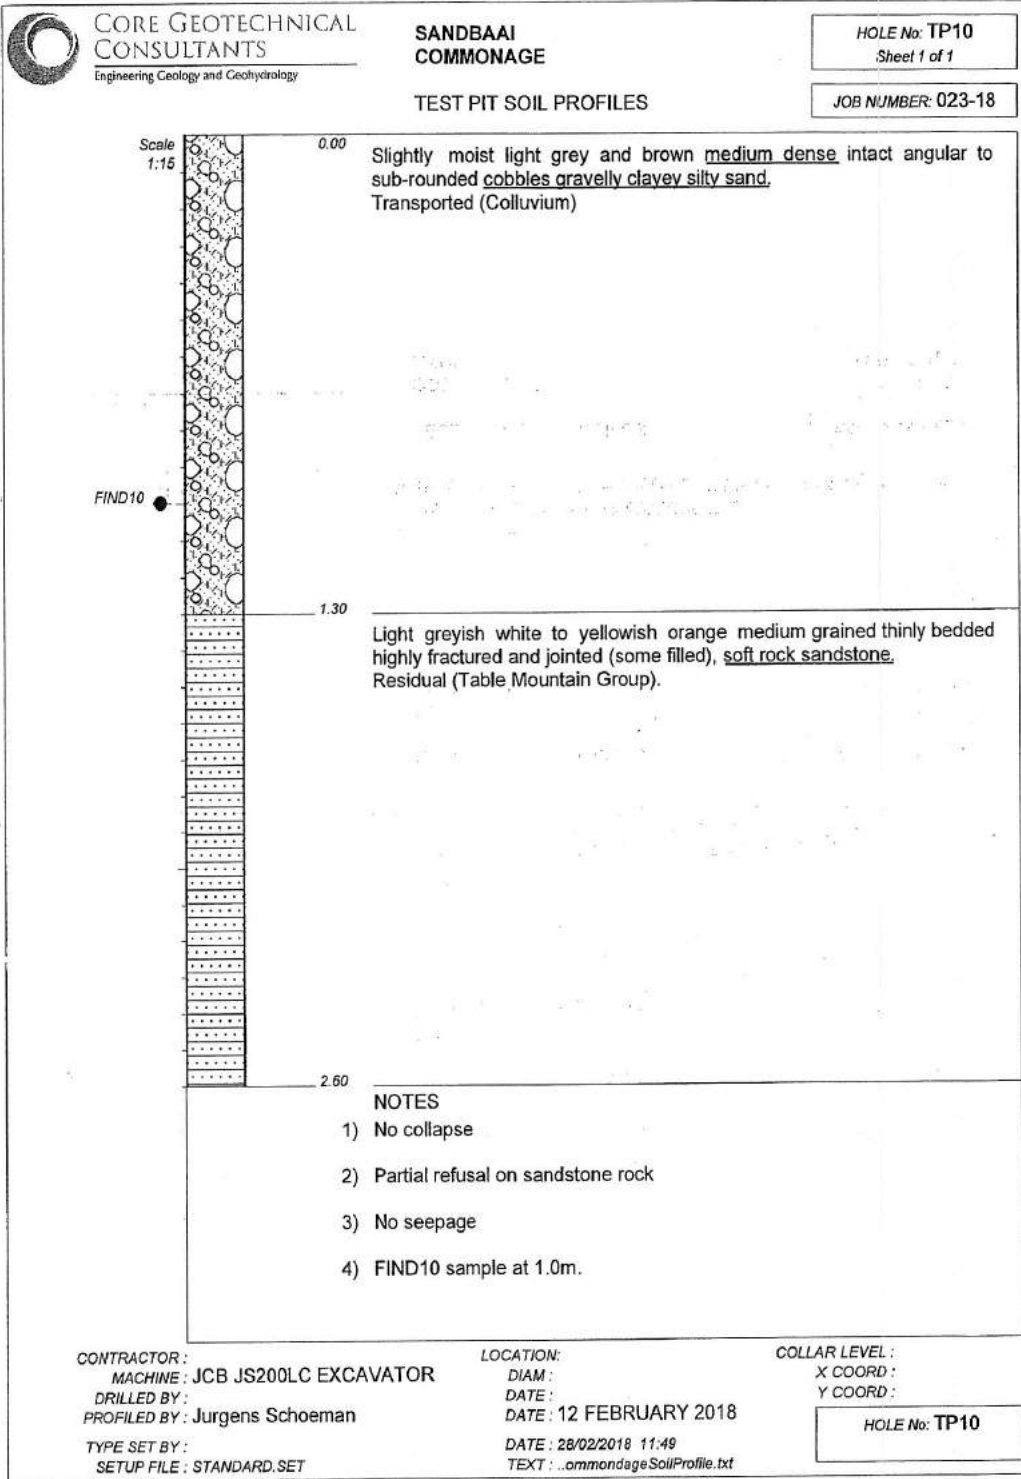 CORE GEOTECHNICAL
CONSULTANTS
Engineering Geology and Geohydrology
SANDBAAI
COMMONAGE
TEST PIT SOIL PROFILES
HOLE No: TP10
Sheet 1 of 1
JOB NUMBER: 023-18
Scale
1:15
0.00
Slightly moist light grey and brown medium dense intact angular to
sub-rounded cobbles gravelly clayey silty sand.
Transported (Colluvium)
FIND10
1.30
Light greyish white to yellowish orange medium grained thinly bedded
highly fractured and jointed (some filled), soft rock sandstone.
Residual (Table Mountain Group).
2.60
NOTES
1) No collapse
2) Partial refusal on sandstone rock
3) No seepage
4) FIND10 sample at 1.0m.
CONTRACTOR :
MACHINE : JCB JS200LC EXCAVATOR
DRILLED BY :
PROFILED BY : Jurgens Schoeman
TYPE SET BY :
SETUP FILE : STANDARD.SET
LOCATION:
DIAM :
DATE :
DATE : 12 FEBRUARY 2018
DATE : 28/02/2018 11:49
TEXT : ..ommondageSoilProfile.txt
COLLAR LEVEL :
X COORD :
Y COORD :
HOLE No: TP10